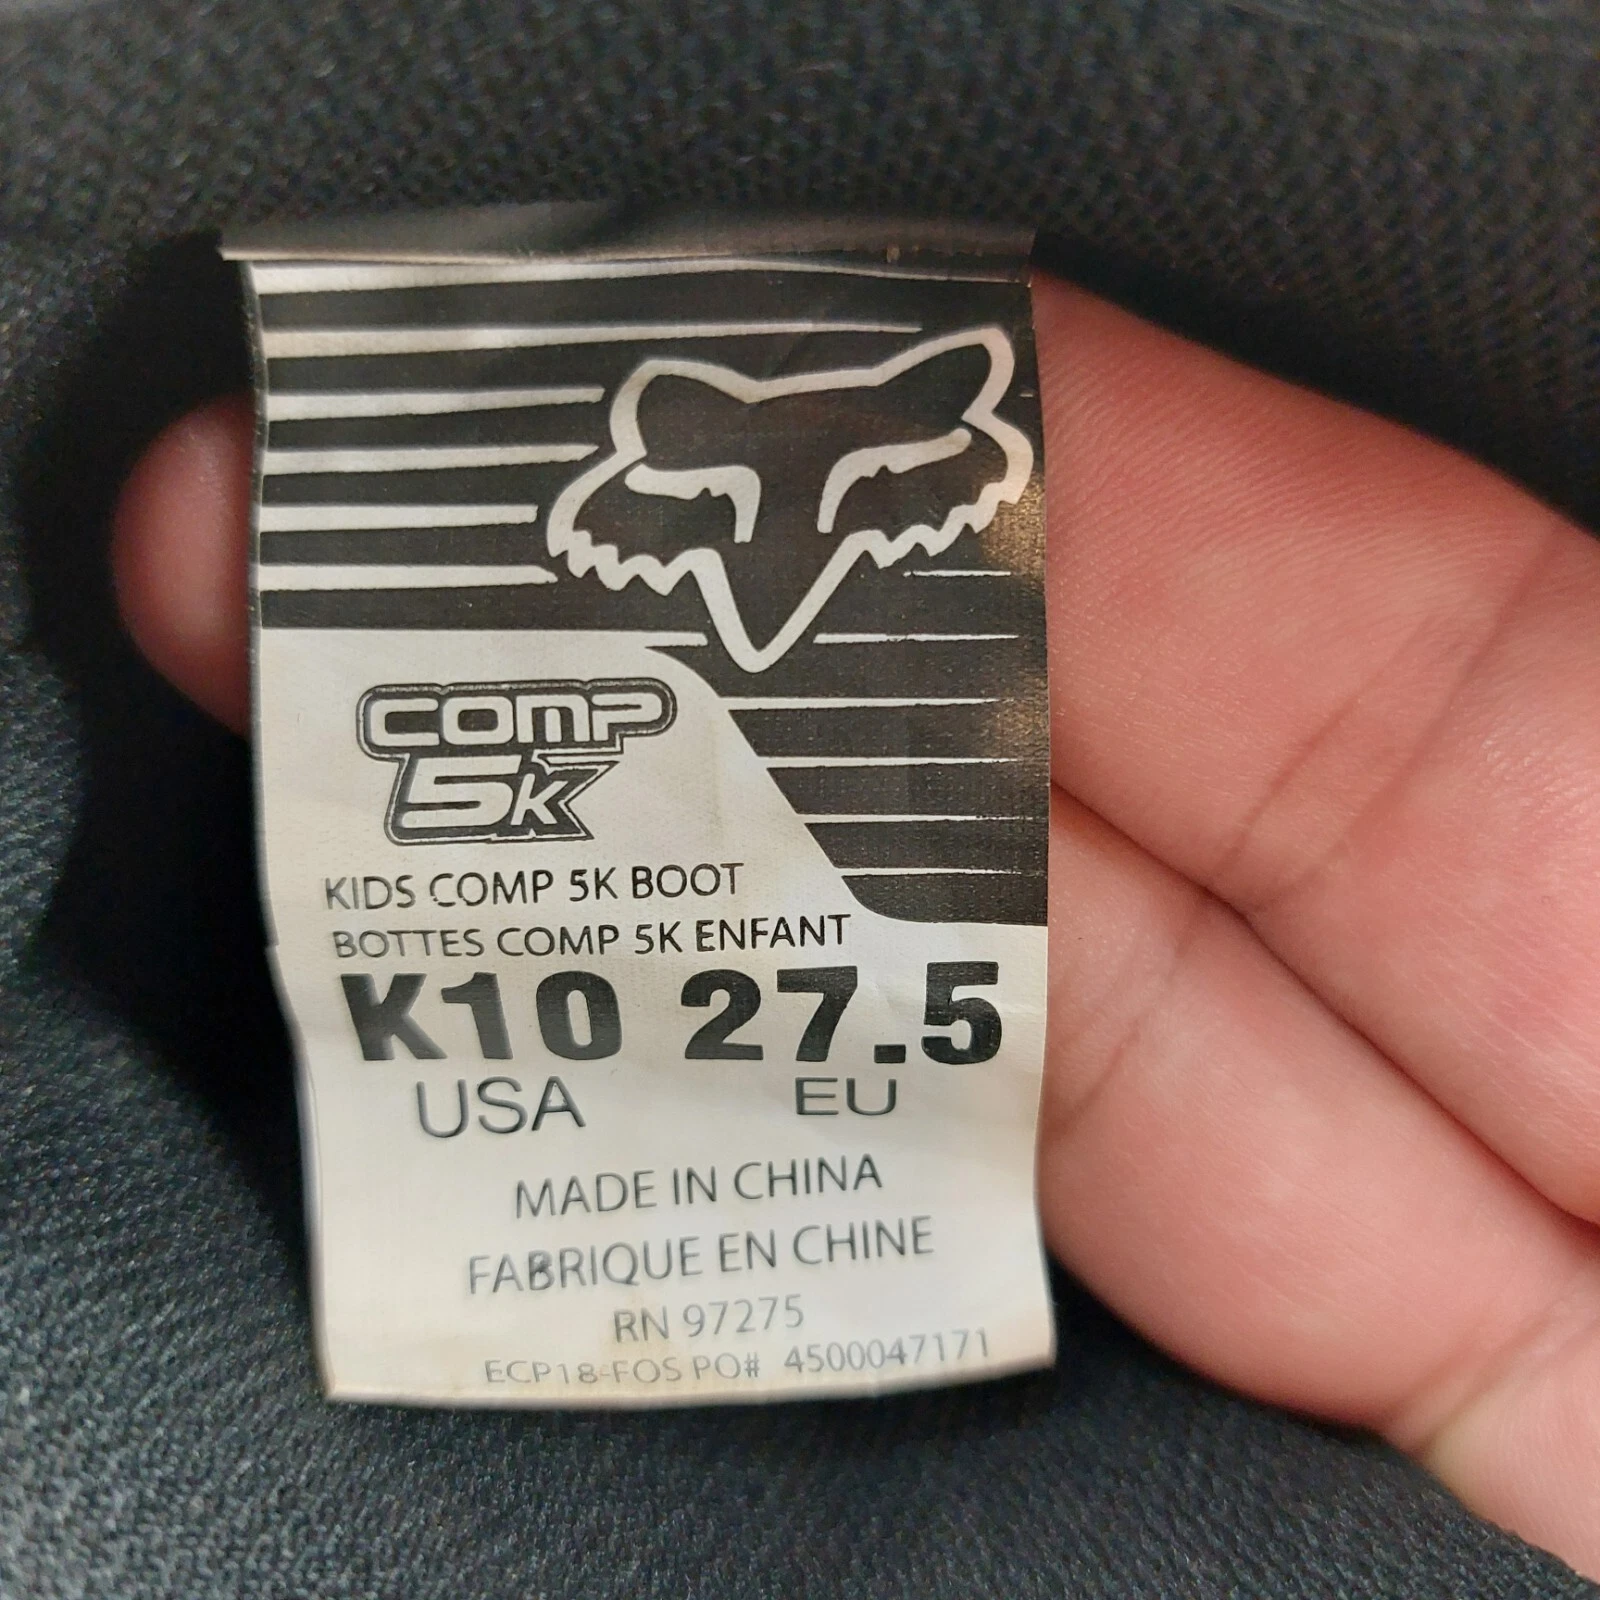 COMP
5K
KIDS COMP 5K BOOT
BOTTES COMP 5K ENFANT
K10 27.5
USA EU
MADE IN CHINA
FABRIQUE EN CHINE
RN 97275
ECP18-FOS PO# 4500047171